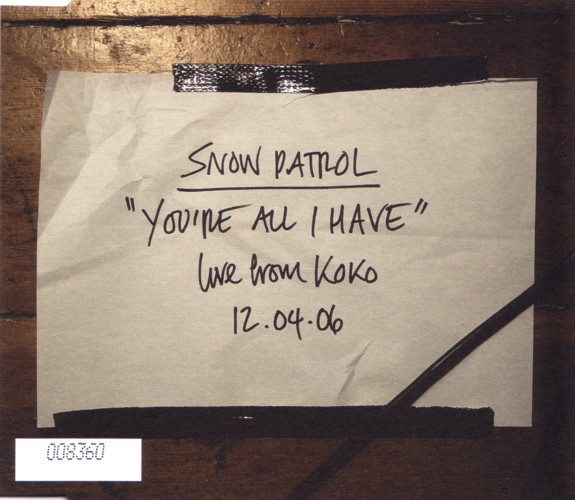 SNOW PATROL
"YOU'RE ALL I HAVE"
live from KOKO
12.04.06
008360